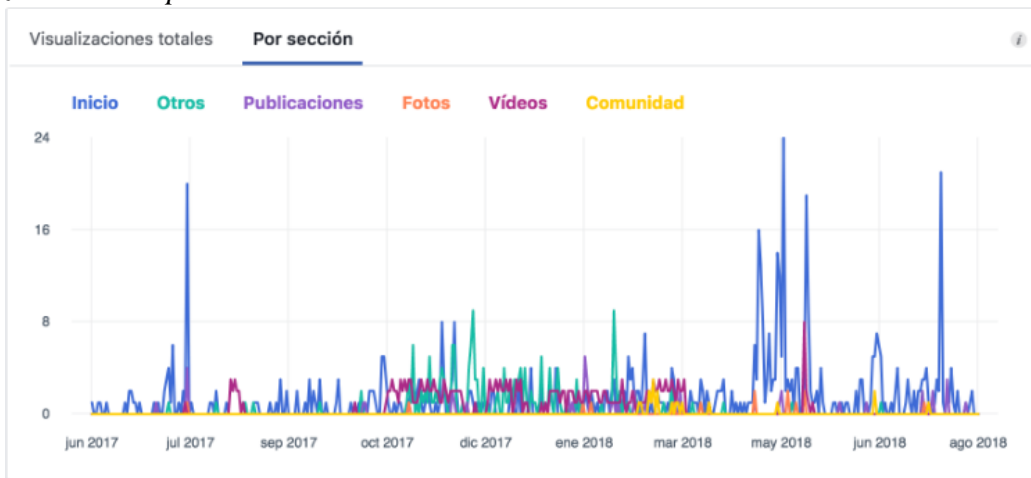 Visualizaciones totales Por sección i
Inicio Otros Publicaciones Fotos Vídeos Comunidad
24
16
8
0
jun 2017 jul 2017 sep 2017 oct 2017 dic 2017 ene 2018 mar 2018 may 2018 jun 2018 ago 2018